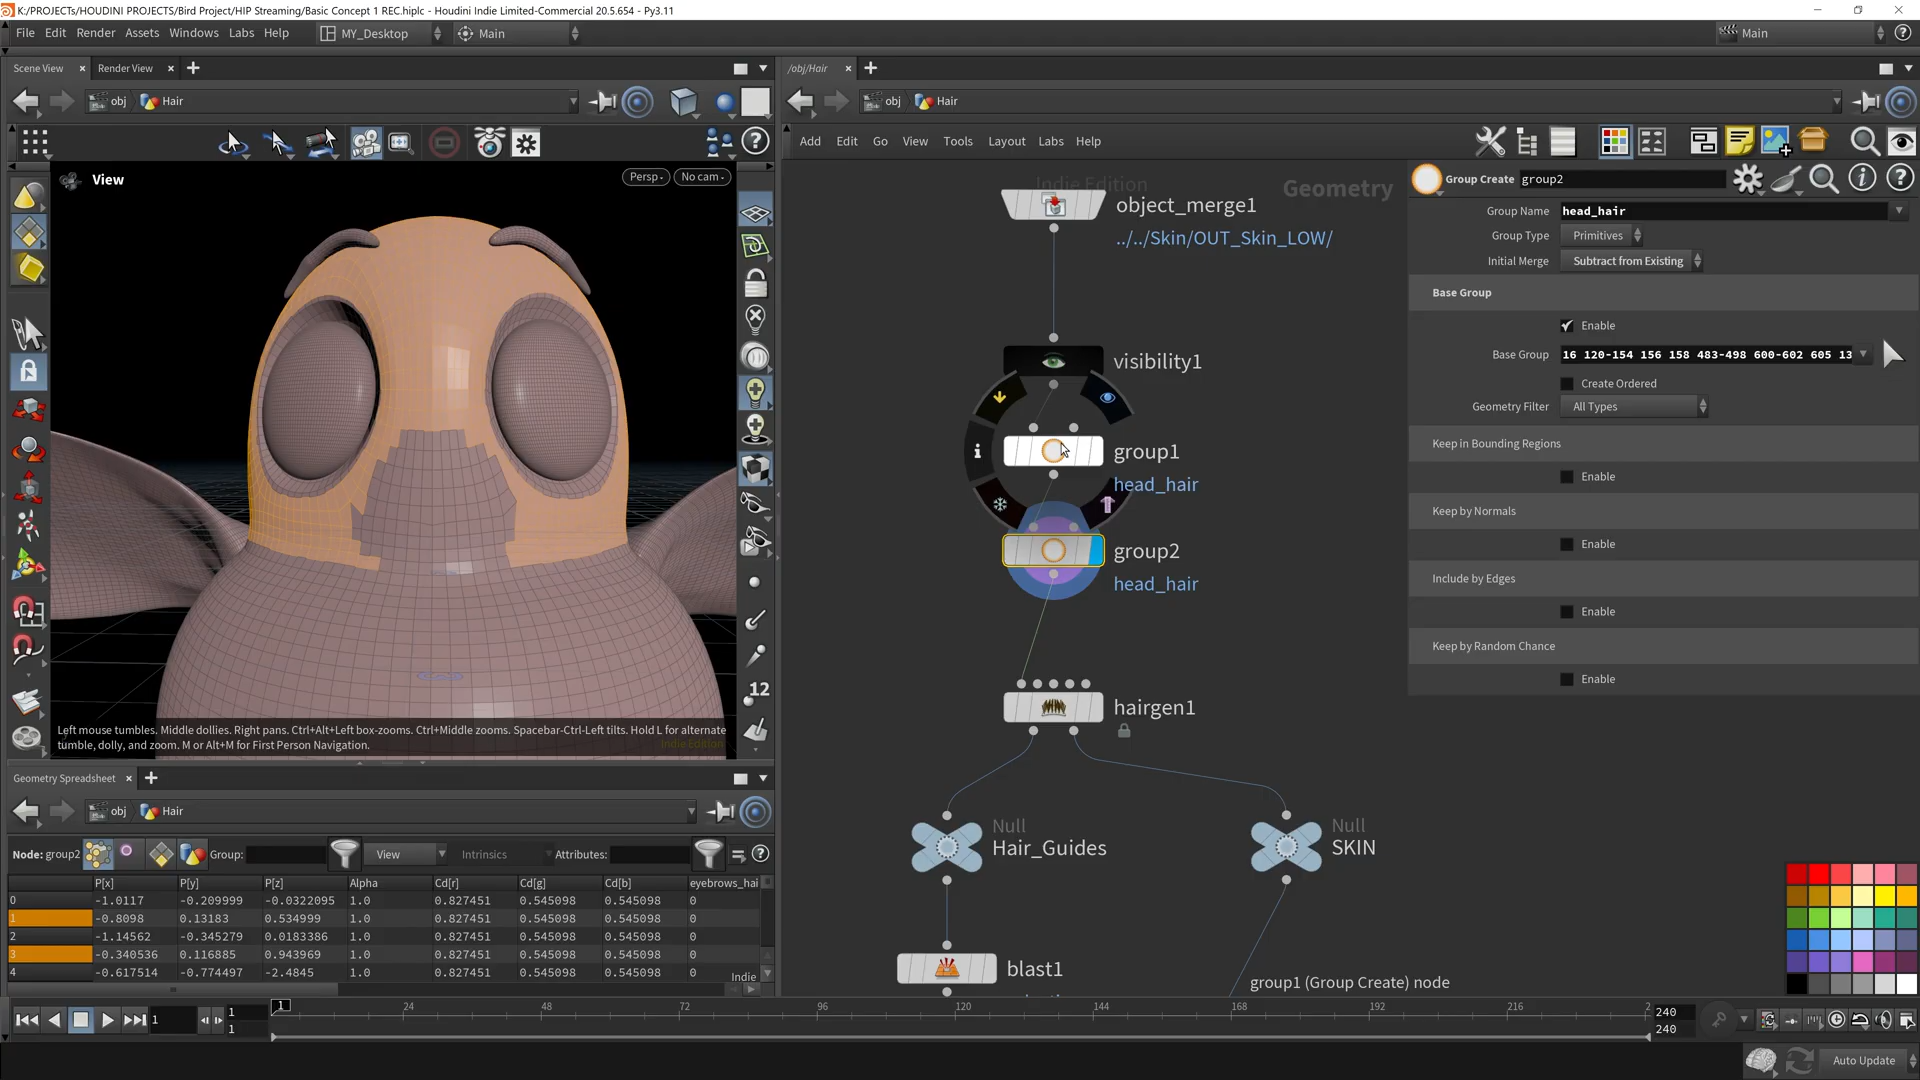 K:/PROJECTs/HOUDINI PROJECTS/Bird Project/HIP Streaming/Basic Concept 1 REC.hiplc - Houdini Indie Limited-Commercial 20.5.654 - Py3.11
File Edit Render Assets Windows Labs Help MY_Desktop Main Main
Scene View Render View
obj Hair
View
Persp No cam
Left mouse tumbles. Middle dollies. Right pans. Ctrl+Alt+Left box-zooms. Ctrl+Middle zooms. Spacebar-Ctrl-Left tilts. Hold L for alternate
tumble, dolly, and zoom. M or Alt+M for First Person Navigation.
Indie Edition
12
Geometry Spreadsheet
obj Hair
Node: group2 Group: View Intrinsics Attributes:
P[x] P[y] P[z] Alpha Cd[r] Cd[g] Cd[b] eyebrows_hai
0 -1.0117 -0.209999 -0.0322095 1.0 0.827451 0.545098 0.545098 0
1 -0.8098 0.13183 0.534999 1.0 0.827451 0.545098 0.545098 0
2 -1.14562 -0.345279 0.0183386 1.0 0.827451 0.545098 0.545098 0
3 -0.340536 0.116885 0.943969 1.0 0.827451 0.545098 0.545098 0
4 -0.617514 -0.774497 -2.4845 1.0 0.827451 0.545098 0.545098 0
Indie
/obj/Hair
obj Hair
Add Edit Go View Tools Layout Labs Help
Indie Edition
Geometry
object_merge1
../../Skin/OUT_Skin_LOW/
visibility1
group1
head_hair
group2
head_hair
hairgen1
Null
Hair_Guides
Null
SKIN
blast1
group1 (Group Create) node
Group Create group2
Group Name head_hair
Group Type Primitives
Initial Merge Subtract from Existing
Base Group
Enable
Base Group 16 120-154 156 158 483-498 600-602 605 13
Create Ordered
Geometry Filter All Types
Keep in Bounding Regions
Enable
Keep by Normals
Enable
Include by Edges
Enable
Keep by Random Chance
Enable
1 1 1 1 24 48 72 96 120 144 168 192 216 2 240
240
Auto Update